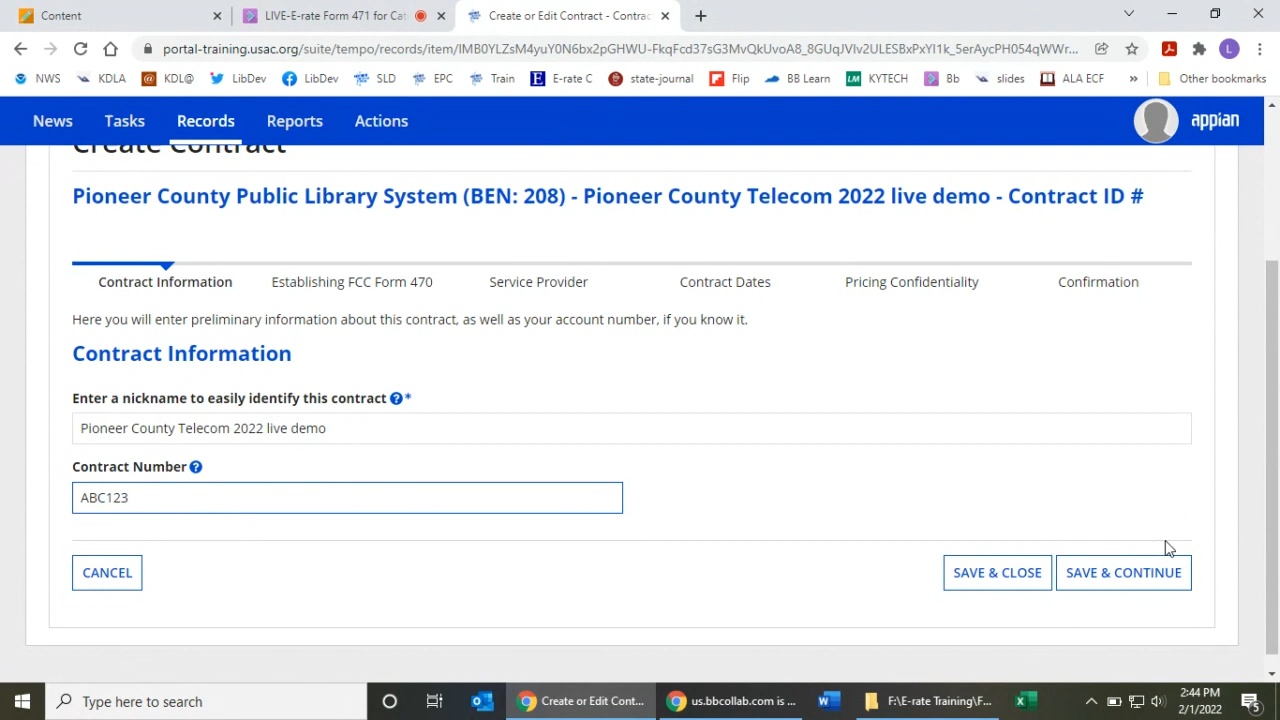 Content
LIVE-E-rate Form 471 for Cat
Create or Edit Contract - Contrac
portal-training.usac.org/suite/tempo/records/item/
NWS
KDLA
KDL@
LibDev
LibDev
SLD
EPC
Train
E-rate C
state-journal
Flip
BB Learn
KYTECH
Bb
slides
ALA ECF
»
Other bookmarks
News
Tasks
Records
Reports
Actions
appian
Create Contract
Pioneer County Public Library System (BEN: 208) - Pioneer County Telecom 2022 live demo - Contract ID #
Contract Information
Establishing FCC Form 470
Service Provider
Contract Dates
Pricing Confidentiality
Confirmation
Here you will enter preliminary information about this contract, as well as your account number, if you know it.
Contract Information
Enter a nickname to easily identify this contract ? *
Pioneer County Telecom 2022 live demo
Contract Number ?
ABC123
CANCEL
SAVE & CLOSE
SAVE & CONTINUE
Type here to search
Create or Edit Cont...
us.bbcollab.com is ...
F:\E-rate Training\F...
2:44 PM
2/1/2022
5